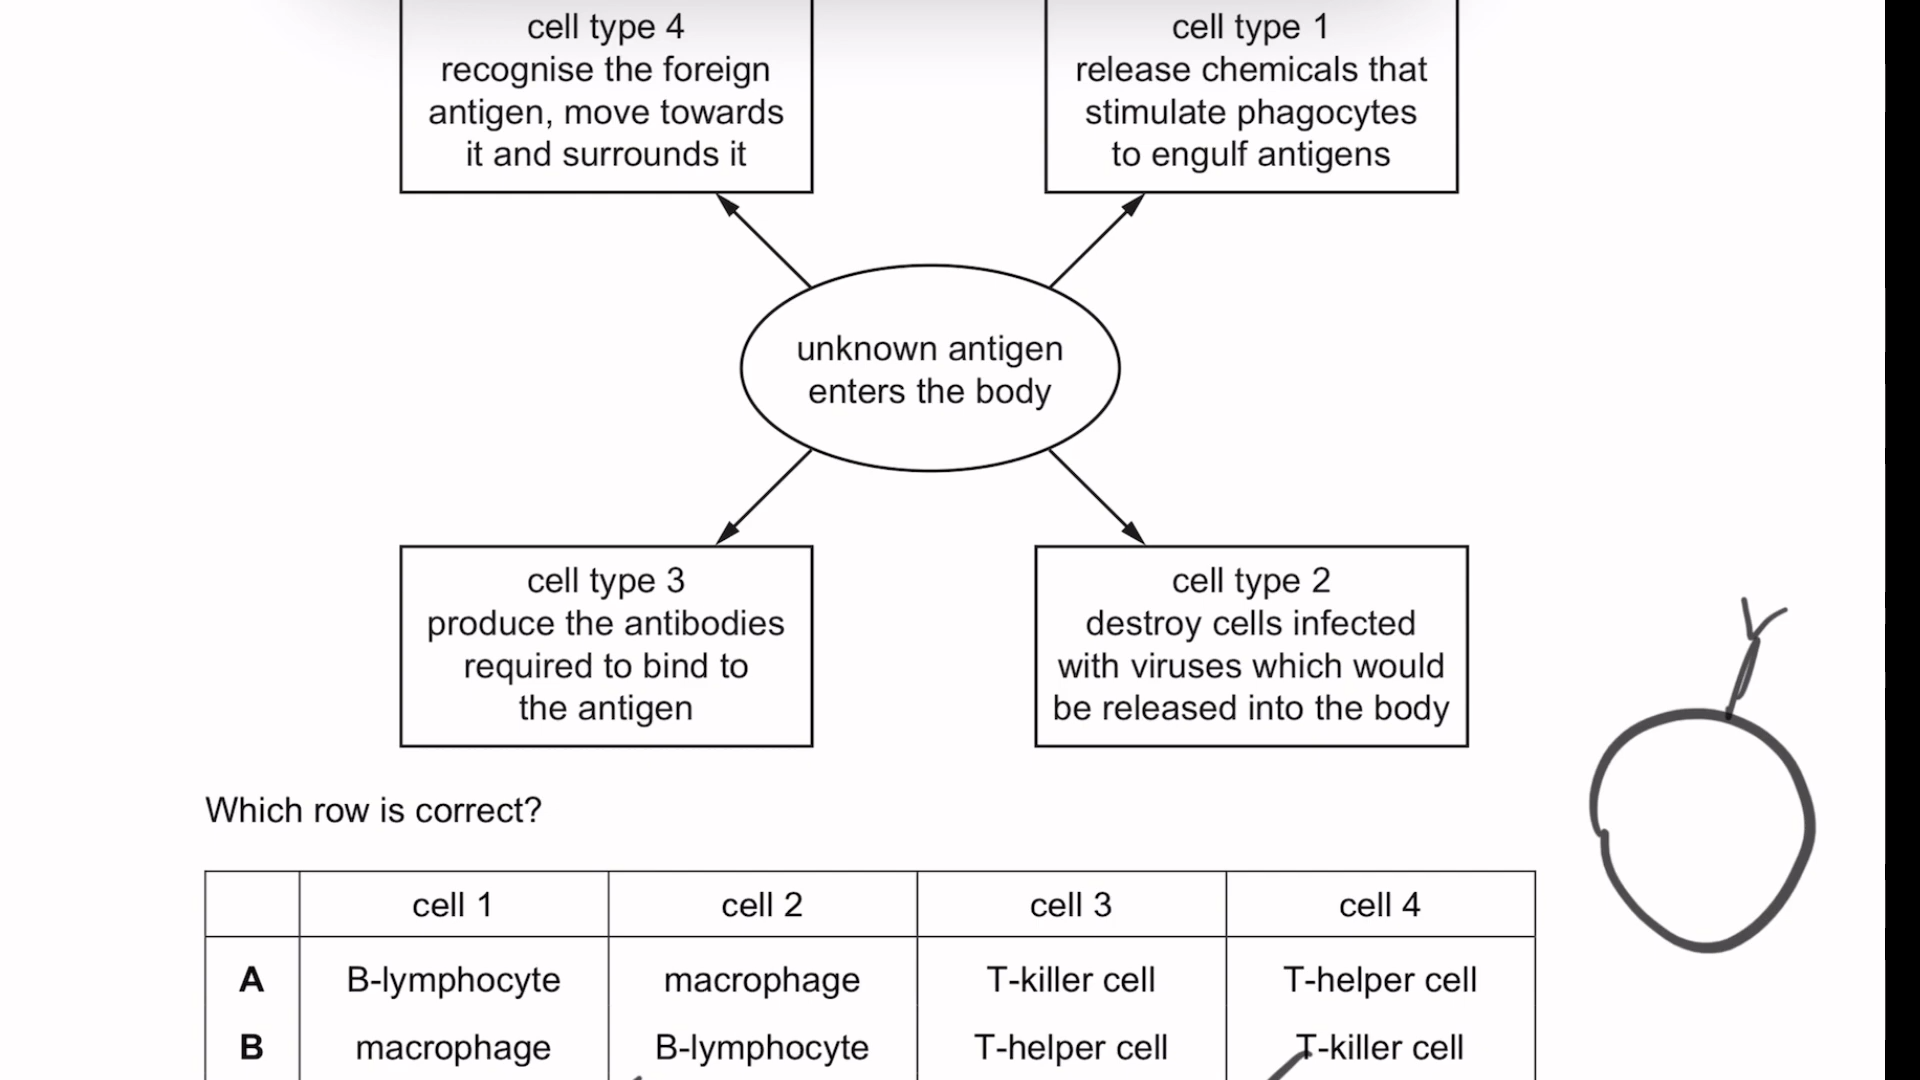 cell type 4
recognise the foreign
antigen, move towards
it and surrounds it
cell type 1
release chemicals that
stimulate phagocytes
to engulf antigens
unknown antigen
enters the body
cell type 3
produce the antibodies
required to bind to
the antigen
cell type 2
destroy cells infected
with viruses which would
be released into the body
Which row is correct?
cell 1 cell 2 cell 3 cell 4
A B-lymphocyte macrophage T-killer cell T-helper cell
B macrophage B-lymphocyte T-helper cell T-killer cell